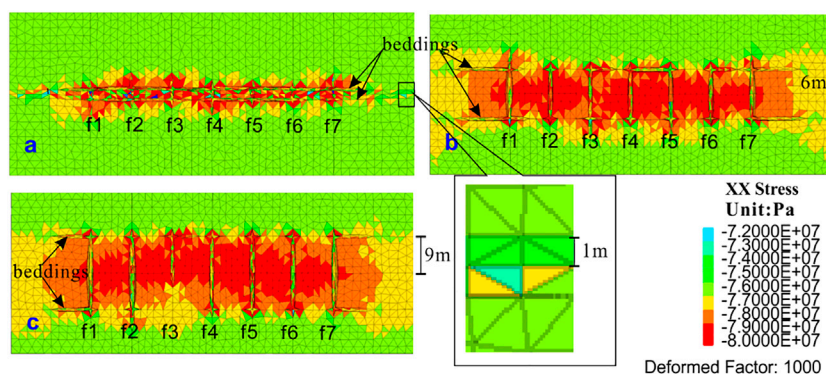 beddings
f1 f2 f3 f4 f5 f6 f7
a
beddings
6m
f1 f2 f3 f4 f5 f6 f7
b
beddings
9m
f1 f2 f3 f4 f5 f6 f7
c
1m
XX Stress
Unit:Pa
-7.2000E+07
-7.3000E+07
-7.4000E+07
-7.5000E+07
-7.6000E+07
-7.7000E+07
-7.8000E+07
-7.9000E+07
-8.0000E+07
Deformed Factor: 1000